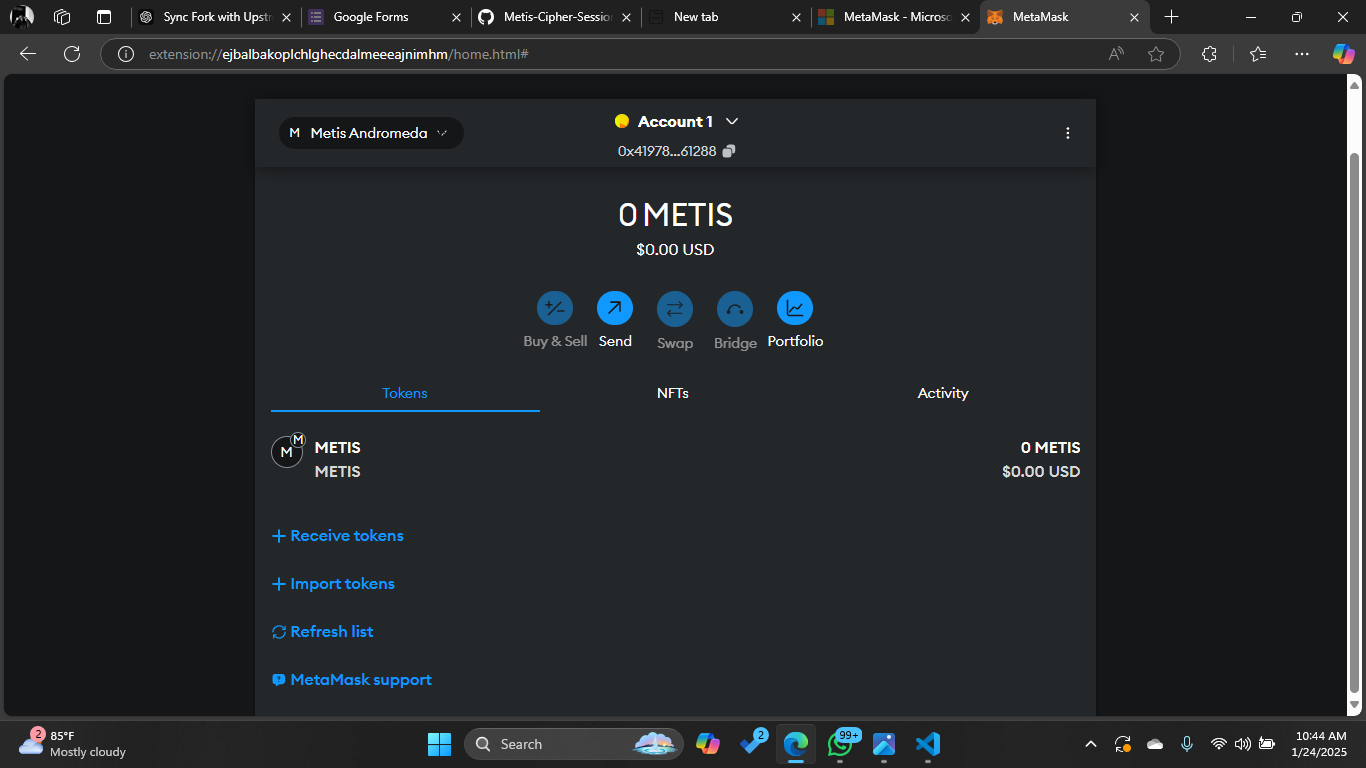 Sync Fork with Upstr
Google Forms
Metis-Cipher-Session
New tab
MetaMask - Microso
MetaMask
extension://ejbalbakoplchlghecdalmeeeajnimhm/home.html#
M Metis Andromeda
Account 1
0x41978...61288
0 METIS
$0.00 USD
Buy & Sell
Send
Swap
Bridge
Portfolio
Tokens
NFTs
Activity
M
M
METIS
0 METIS
METIS
$0.00 USD
Receive tokens
Import tokens
Refresh list
MetaMask support
2
85°F
Mostly cloudy
Search
2
99+
10:44 AM
1/24/2025